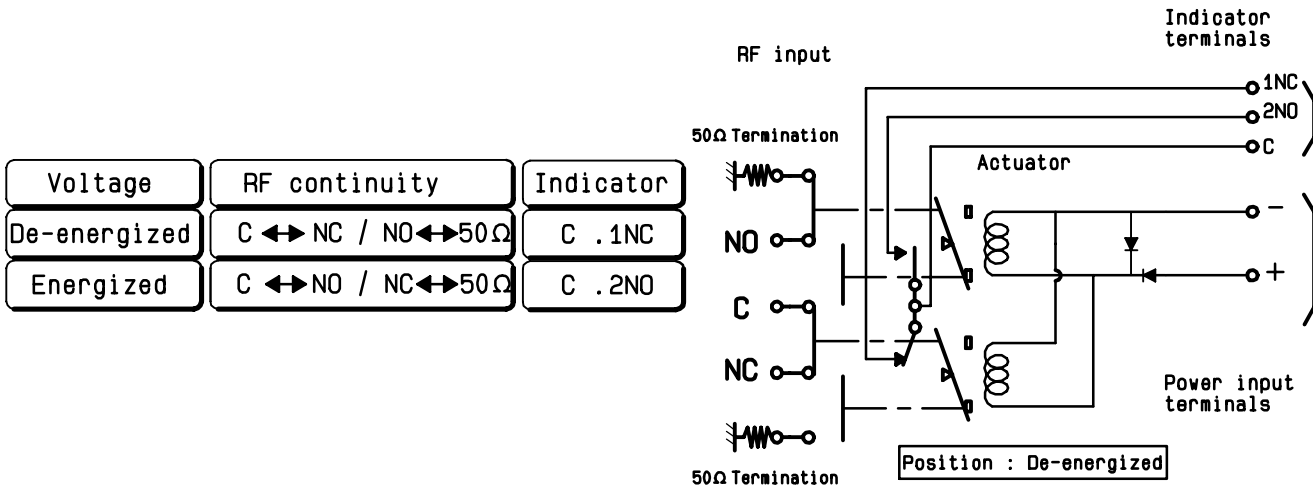 Voltage
RF continuity
Indicator
De-energized
C ◄► NC / NO◄►50Ω
C .1NC
Energized
C ◄► NO / NC◄►50Ω
C .2NO
RF input
Indicator
terminals
1NC
2NO
C
50Ω Termination
Actuator
NO
C
NC
50Ω Termination
-
+
Power input
terminals
Position : De-energized